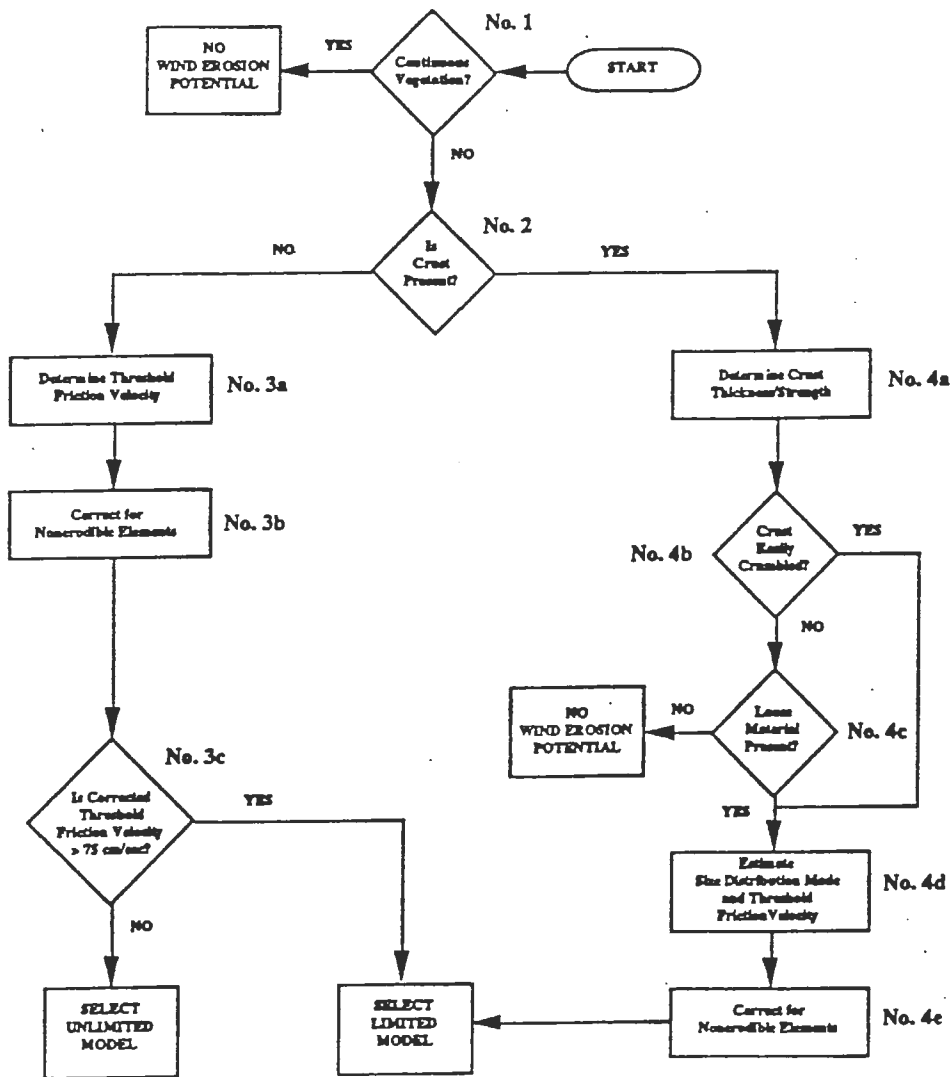 No. 1
YES
NO
WIND EROSION
POTENTIAL
Continuous
Vegetation?
START
NO
No. 2
NO
Is
Crust
Present?
YES
Determine Threshold
Friction Velocity
No. 3a
Determine Crust
Thickness/Strength
No. 4a
Correct for
Nonerodible Elements
No. 3b
No. 4b
Crust
Easily
Crumbled?
YES
NO
NO
WIND EROSION
POTENTIAL
NO
Loose
Material
Present?
No. 4c
No. 3c
Is Corrected
Threshold
Friction Velocity
> 75 cm/sec?
YES
YES
Estimate
Size Distribution Mode
and Threshold
Friction Velocity
No. 4d
NO
SELECT
UNLIMITED
MODEL
SELECT
LIMITED
MODEL
Correct for
Nonerodible Elements
No. 4e